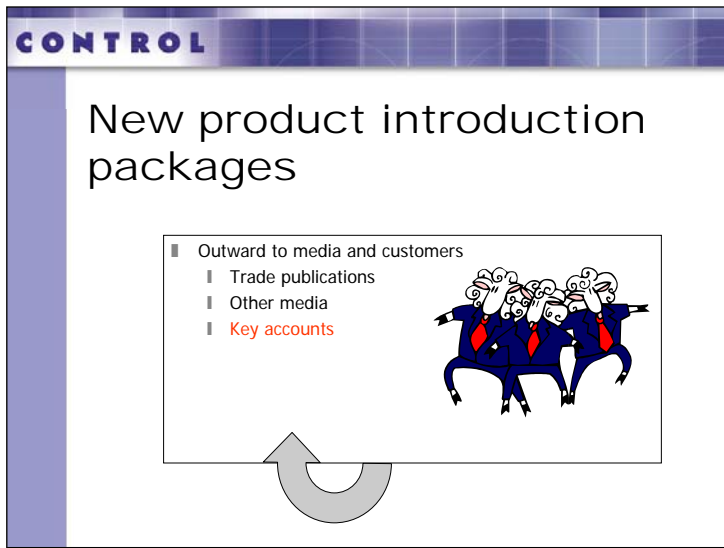 CONTROL
New product introduction
packages
Outward to media and customers
Trade publications
Other media
Key accounts